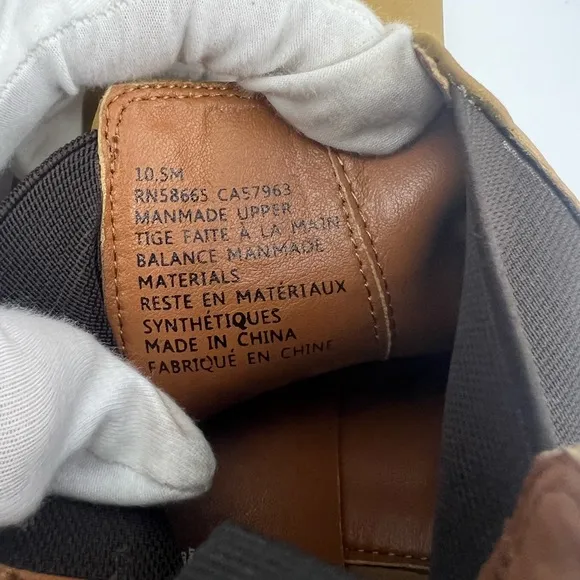 10.5M
RN58665 CA57963
MANMADE UPPER
TIGE FAITE À LA MAIN
BALANCE MANMADE
MATERIALS
RESTE EN MATÉRIAUX
SYNTHÉTIQUES
MADE IN CHINA
FABRIQUÉ EN CHINE